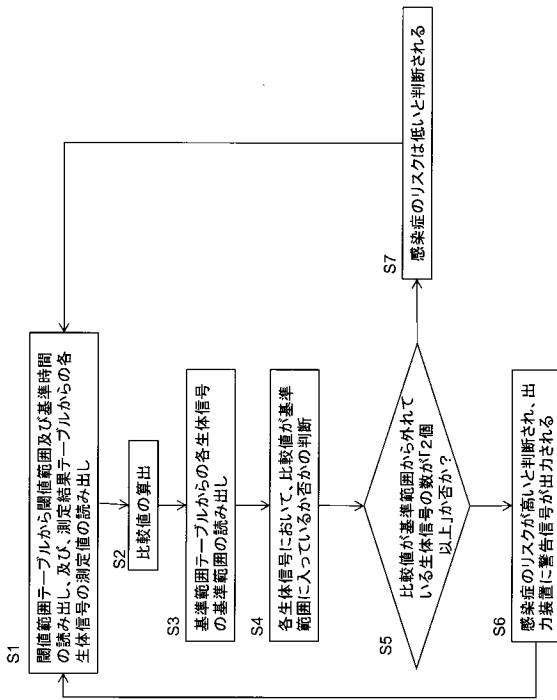 S1
閾値範囲テーブルから閾値範囲及び基準時間
の読み出し、及び、測定結果テーブルからの各
生体信号の測定値の読み出し
S2
比較値の算出
S3
基準範囲テーブルからの各生体信号
の基準範囲の読み出し
S4
各生体信号において、比較値が基準
範囲に入っているか否かの判断
S5
比較値が基準範囲から外れて
いる生体信号の数が「2個
以上」か否か?
S6
感染症のリスクが高いと判断され、出
力装置に警告信号が出力される
S7
感染症のリスクは低いと判断される